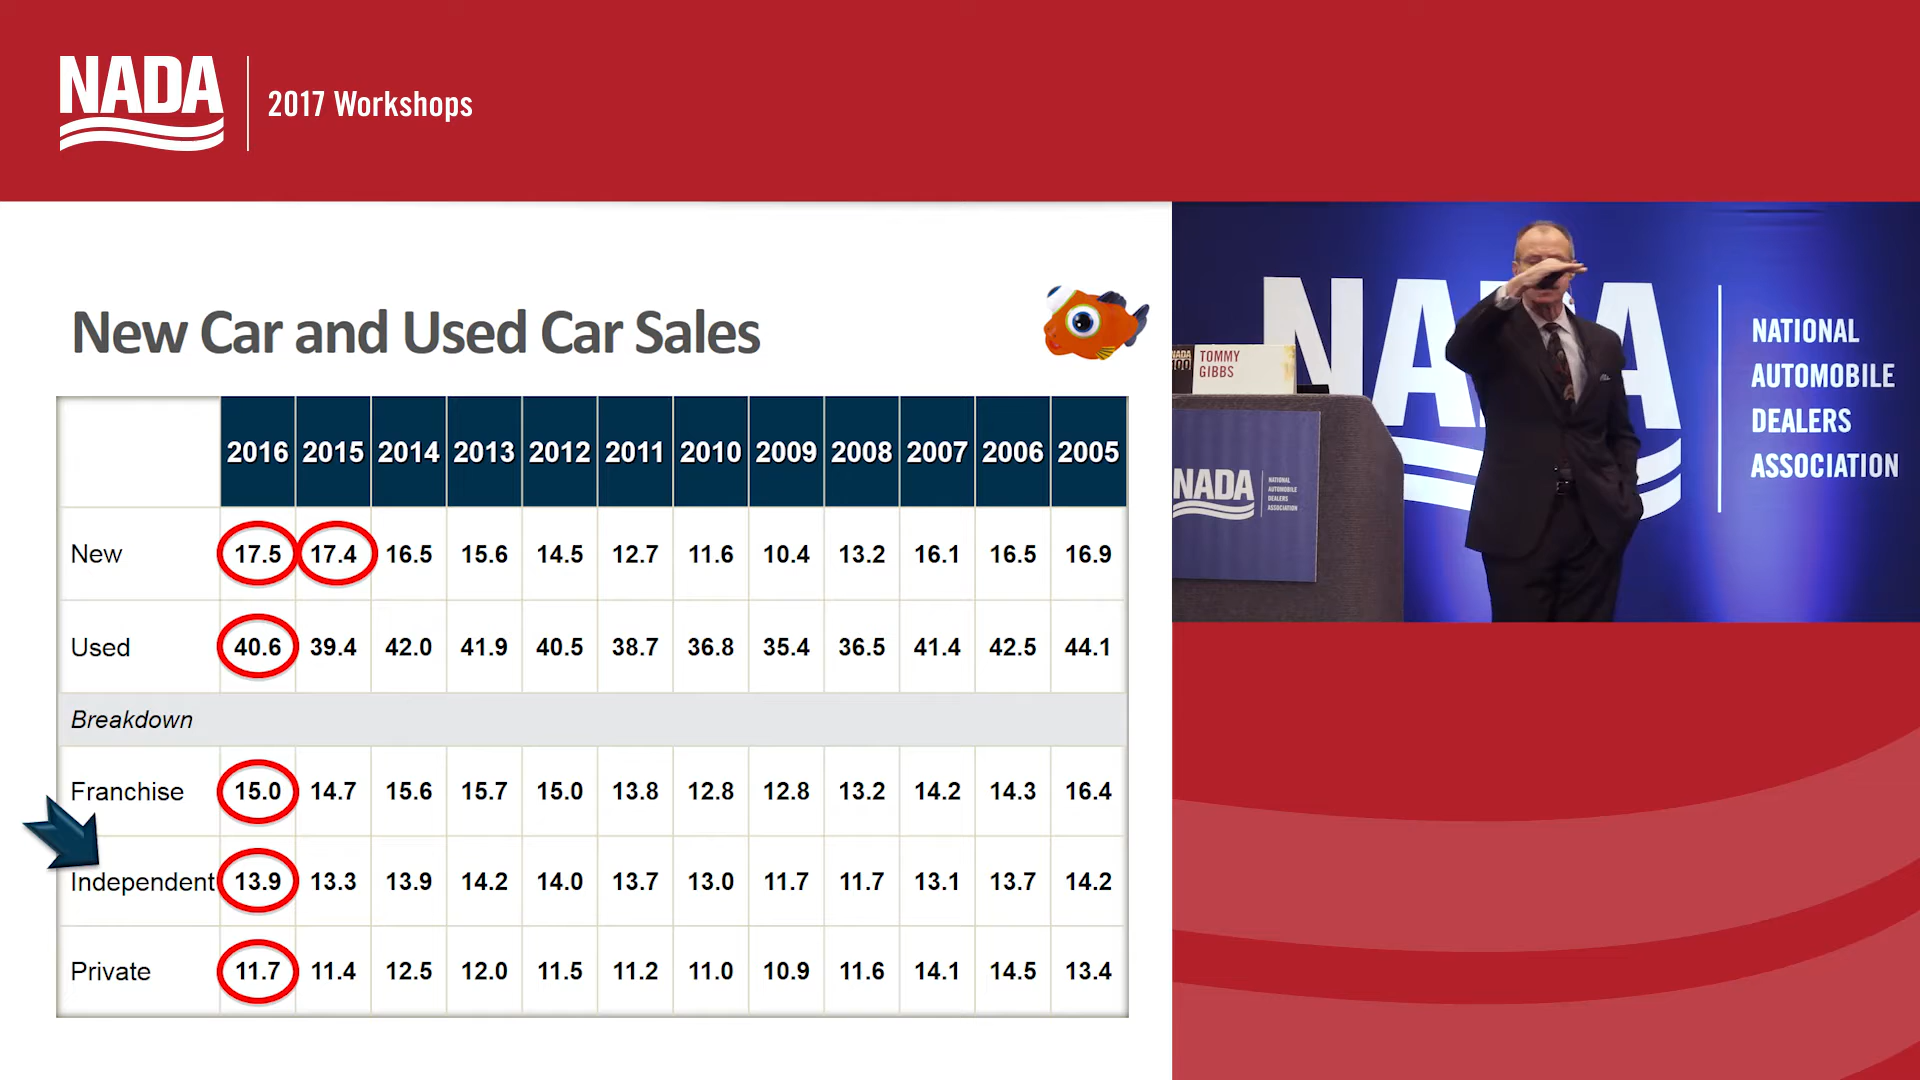 NADA
2017 Workshops
New Car and Used Car Sales
2016 2015 2014 2013 2012 2011 2010 2009 2008 2007 2006 2005
New 17.5 17.4 16.5 15.6 14.5 12.7 11.6 10.4 13.2 16.1 16.5 16.9
Used 40.6 39.4 42.0 41.9 40.5 38.7 36.8 35.4 36.5 41.4 42.5 44.1
Breakdown
Franchise 15.0 14.7 15.6 15.7 15.0 13.8 12.8 12.8 13.2 14.2 14.3 16.4
Independent 13.9 13.3 13.9 14.2 14.0 13.7 13.0 11.7 11.7 13.1 13.7 14.2
Private 11.7 11.4 12.5 12.0 11.5 11.2 11.0 10.9 11.6 14.1 14.5 13.4
NADA
NATIONAL
AUTOMOBILE
DEALERS
ASSOCIATION
NADA
100
TOMMY
GIBBS
NADA
NATIONAL
AUTOMOBILE
DEALERS
ASSOCIATION